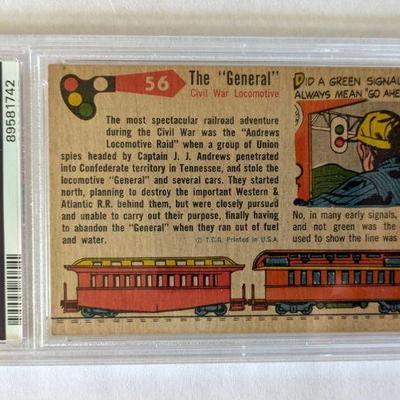 89581742
56
The "General"
Civil War Locomotive
The most spectacular railroad adventure
during the Civil War was the "Andrews
Locomotive Raid" when a group of Union
spies headed by Captain J. J. Andrews penetrated
into Confederate territory in Tennessee, and stole the
locomotive "General" and several cars. They started
north, planning to destroy the important Western &
Atlantic R.R. behind them, but were closely pursued
and unable to carry out their purpose, finally having
to abandon the "General" when they ran out of fuel
and water.
© T.C.G. Printed in U.S.A.
DID A GREEN SIGNAL
ALWAYS MEAN "GO AHE
No, in many early signals,
and not green was the
used to show the line was